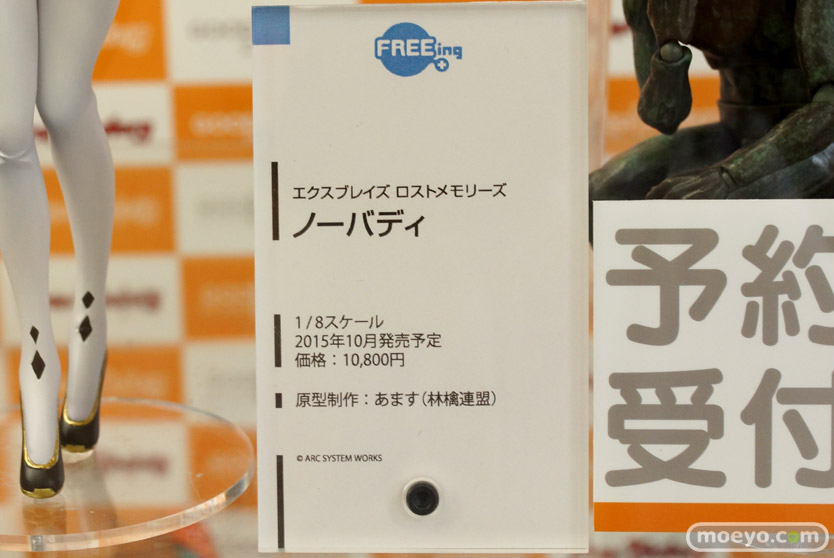 FREEing
エクスブレイズ ロストメモリーズ
ノーバディ
1/8スケール
2015年10月発売予定
価格：10,800円
原型制作：あます(林檎連盟)
© ARC SYSTEM WORKS
予約
受付
moeyo.com